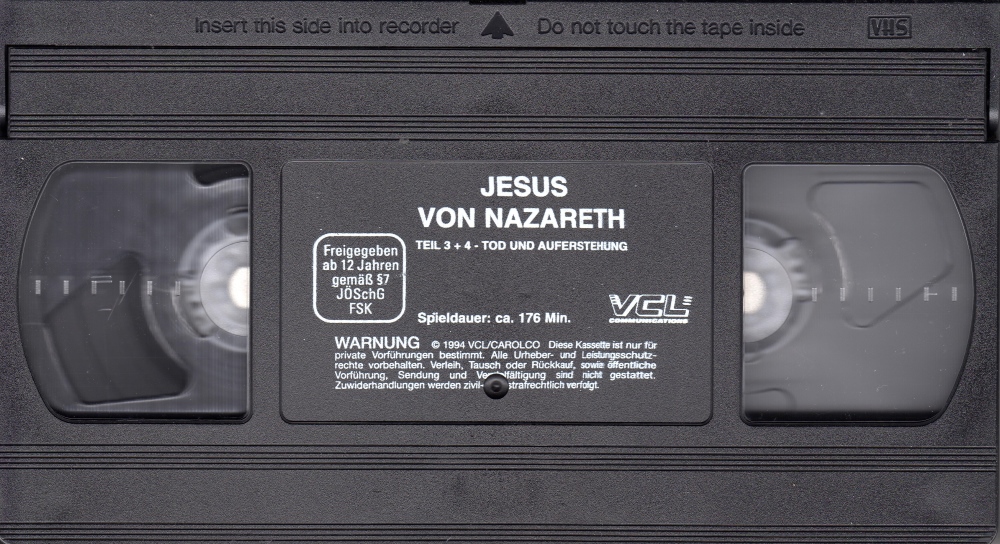 Insert this side into recorder Do not touch the tape inside VHS
JESUS
VON NAZARETH
TEIL 3 + 4 - TOD UND AUFERSTEHUNG
Freigegeben
ab 12 Jahren
gemäß §7
JÖSchG
FSK
VCL
COMMUNICATIONS
Spieldauer: ca. 176 Min.
WARNUNG © 1994 VCL/CAROLCO Diese Kassette ist nur für
private Vorführungen bestimmt. Alle Urheber- und Leistungsschutz-
rechte vorbehalten. Verleih, Tausch oder Rückkauf, sowie öffentliche
Vorführung, Sendung und Vervielfältigung sind nicht gestattet.
Zuwiderhandlungen werden zivil- strafrechtlich verfolgt.